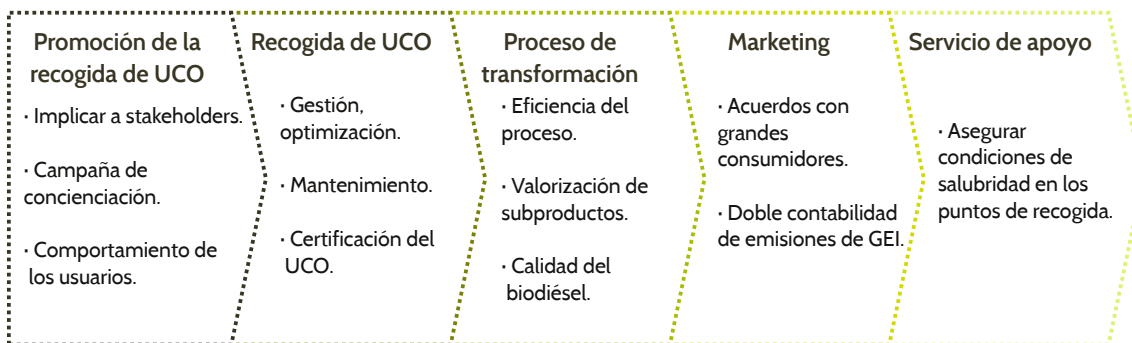 Promoción de la
recogida de UCO
· Implicar a stakeholders.
· Campaña de
concienciación.
· Comportamiento de
los usuarios.
Recogida de UCO
· Gestión,
optimización.
· Mantenimiento.
· Certificación del
UCO.
Proceso de
transformación
· Eficiencia del
proceso.
· Valorización de
subproductos.
· Calidad del
biodiésel.
Marketing
· Acuerdos con
grandes
consumidores.
· Doble contabilidad
de emisiones de GEI.
Servicio de apoyo
· Asegurar
condiciones de
salubridad en los
puntos de recogida.